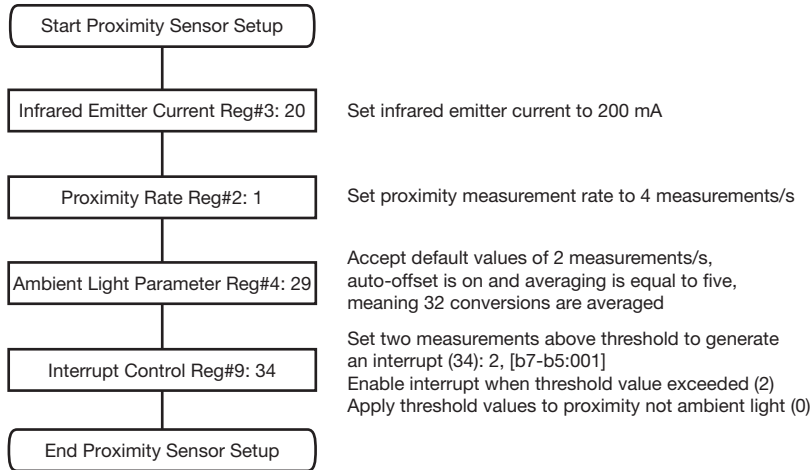 Start Proximity Sensor Setup
Infrared Emitter Current Reg#3: 20
Set infrared emitter current to 200 mA
Proximity Rate Reg#2: 1
Set proximity measurement rate to 4 measurements/s
Ambient Light Parameter Reg#4: 29
Accept default values of 2 measurements/s,
auto-offset is on and averaging is equal to five,
meaning 32 conversions are averaged
Interrupt Control Reg#9: 34
Set two measurements above threshold to generate
an interrupt (34): 2, [b7-b5:001]
Enable interrupt when threshold value exceeded (2)
Apply threshold values to proximity not ambient light (0)
End Proximity Sensor Setup